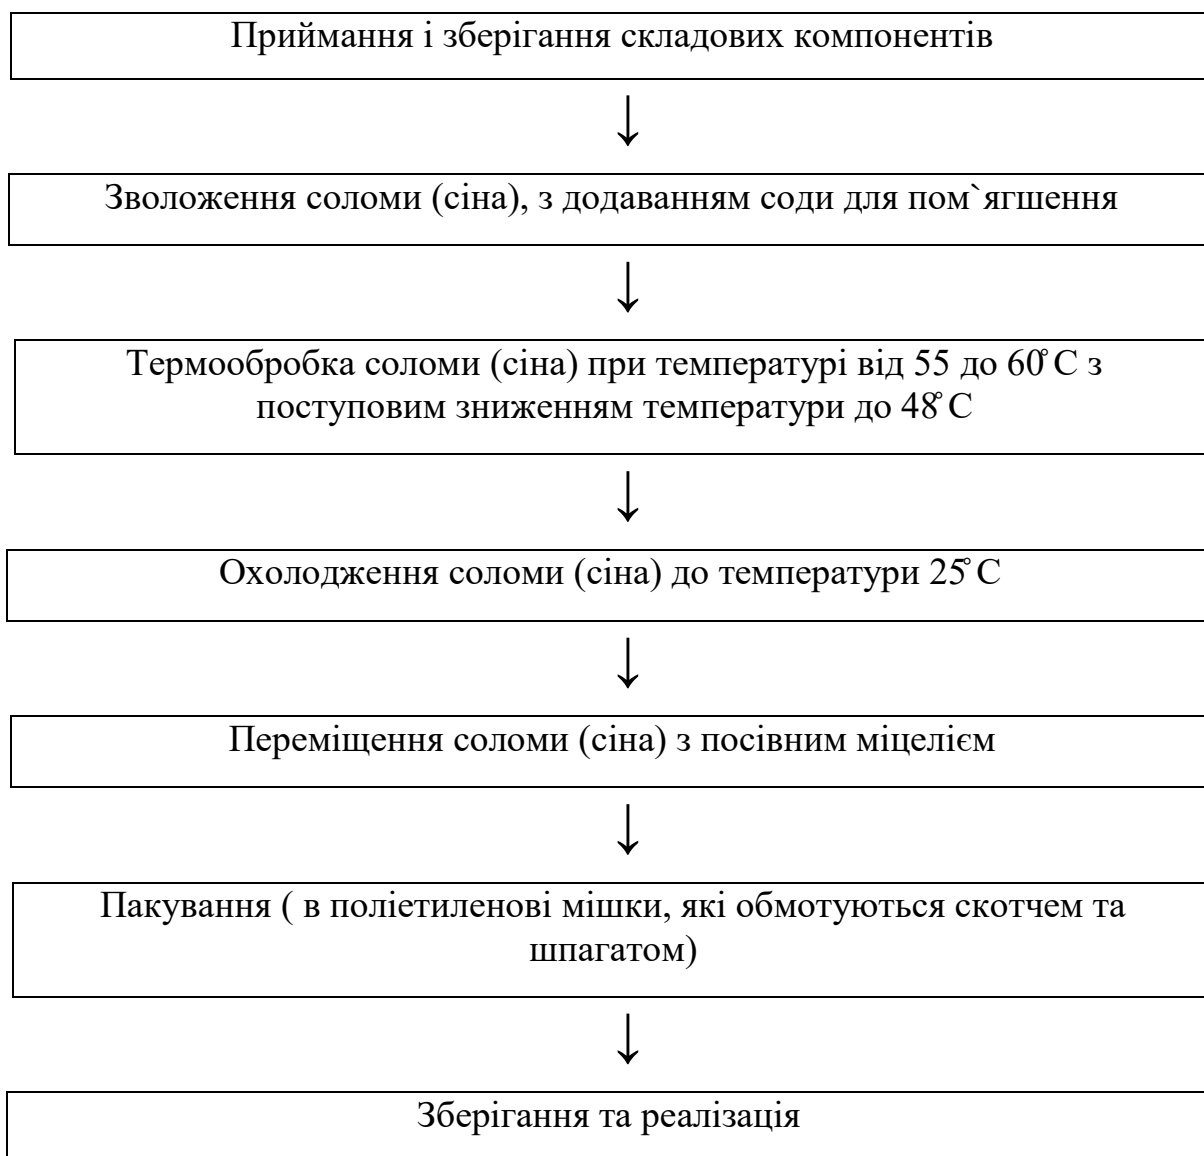 Приймання і зберігання складових компонентів
↓
Зволоження соломи (сіна), з додаванням соди для пом`ягшення
↓
Термообробка соломи (сіна) при температурі від 55 до 60̊ С з
поступовим зниженням температури до 48̊ С
↓
Охолодження соломи (сіна) до температури 25̊ С
↓
Переміщення соломи (сіна) з посівним міцелієм
↓
Пакування ( в поліетиленові мішки, які обмотуються скотчем та
шпагатом)
↓
Зберігання та реалізація